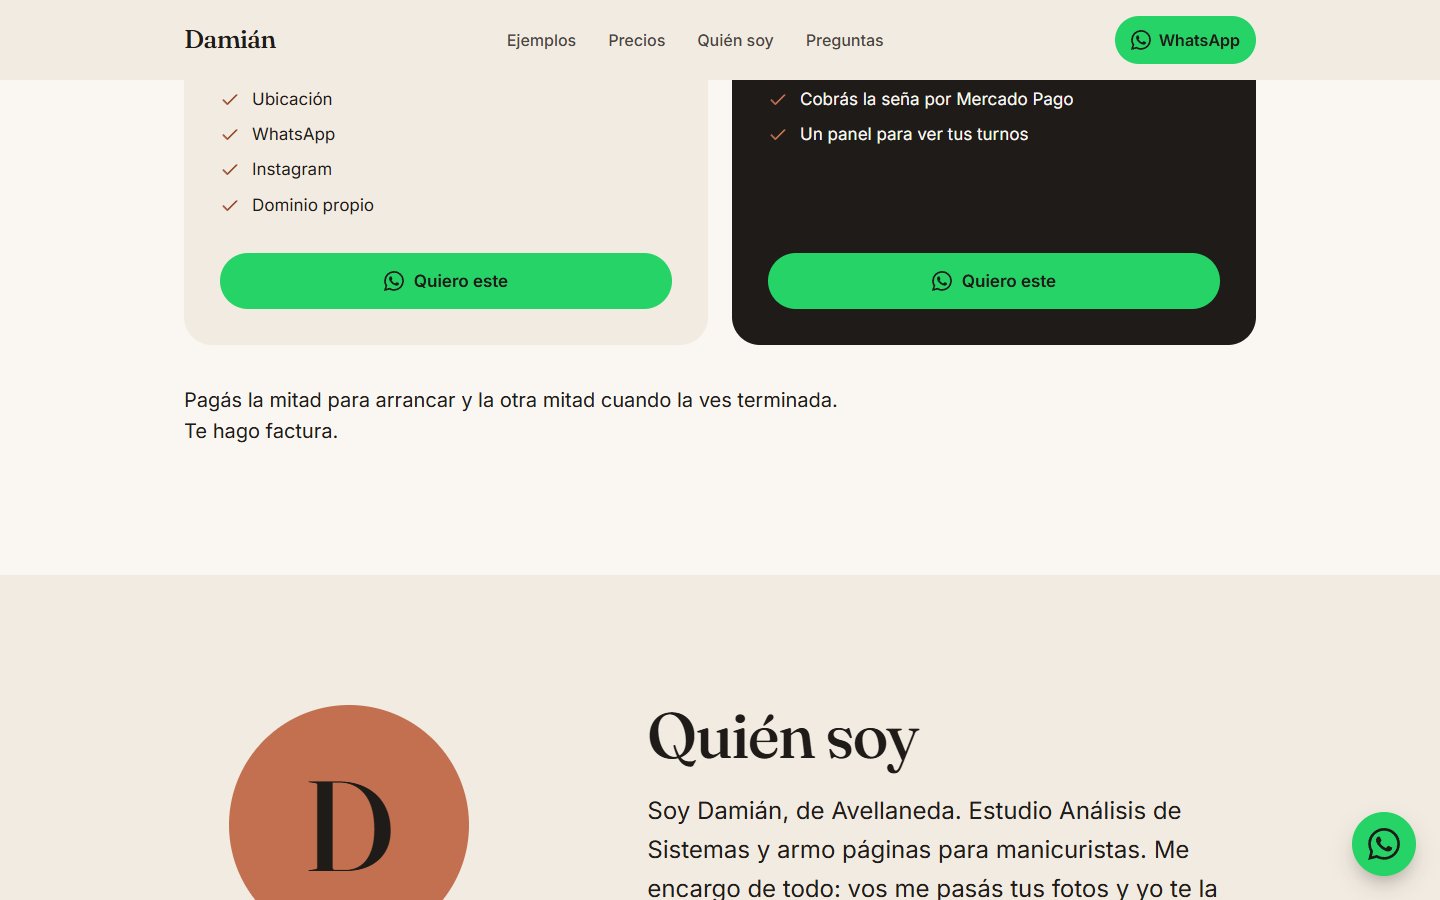 Damián
Ejemplos
Precios
Quién soy
Preguntas
WhatsApp
Ubicación
WhatsApp
Instagram
Dominio propio
Quiero este
Cobrás la seña por Mercado Pago
Un panel para ver tus turnos
Quiero este
Pagás la mitad para arrancar y la otra mitad cuando la ves terminada.
Te hago factura.
D
Quién soy
Soy Damián, de Avellaneda. Estudio Análisis de
Sistemas y armo páginas para manicuristas. Me
encargo de todo: vos me pasás tus fotos y yo te la